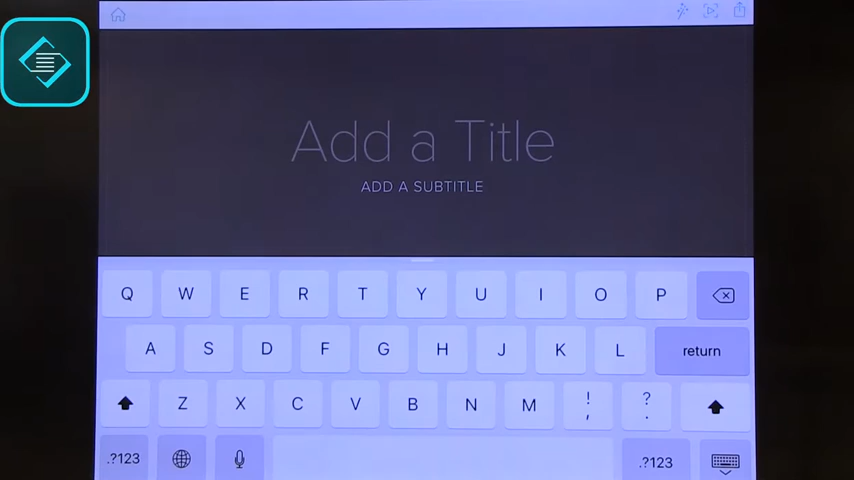 Add a Title
ADD A SUBTITLE
Q W E R T Y U I O P
A S D F G H J K L return
Z X C V B N M ! , ? .
.?123 .?123